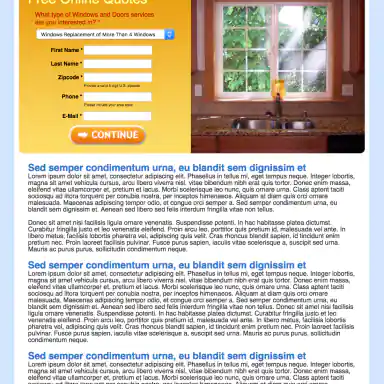 Free Online Quotes
What type of Windows and Doors services
are you interested in? *
Windows Replacement of More Than 4 Windows
First Name *
Last Name *
Zipcode *
Phone *
E-Mail *
CONTINUE
Sed semper condimentum urna, eu blandit sem dignissim et
Lorem ipsum dolor sit amet, consectetur adipiscing elit. Phasellus in tellus mi, eget tempus neque. Integer lobortis,
magna sit amet vehicula cursus, arcu libero viverra nisi, vitae bibendum nibh erat quis tortor. Donec enim massa,
eleifend vitae ullamcorper et, pretium et lacus. Morbi scelerisque leo nunc, quis ornare urna. Class aptent taciti
sociosqu ad litora torquent per conubia nostra, per inceptos himenaeos. Aliquam at diam quis orci ornare
malesuada. Maecenas adipiscing tempor odio, et congue orci semper a. Sed semper condimentum urna, eu
blandit sem dignissim et. Aenean sed libero sed felis interdum fringilla vitae non tellus.
Donec sit amet nisi facilisis ligula ornare venenatis. Suspendisse potenti. In hac habitasse platea dictumst.
Curabitur fringilla justo et leo venenatis eleifend. Proin arcu leo, porttitor quis pretium id, malesuada vel ante. In
libero metus, facilisis lobortis pharetra vel, adipiscing quis velit. Cras rhoncus blandit sapien, id tincidunt enim
pretium nec. Proin laoreet facilisis pulvinar. Fusce purus sapien, iaculis vitae scelerisque a, suscipit sed urna.
Mauris ac purus purus, sollicitudin condimentum neque.
Sed semper condimentum urna, eu blandit sem dignissim et
Lorem ipsum dolor sit amet, consectetur adipiscing elit. Phasellus in tellus mi, eget tempus neque. Integer lobortis,
magna sit amet vehicula cursus, arcu libero viverra nisi, vitae bibendum nibh erat quis tortor. Donec enim massa,
eleifend vitae ullamcorper et, pretium et lacus. Morbi scelerisque leo nunc, quis ornare urna. Class aptent taciti
sociosqu ad litora torquent per conubia nostra, per inceptos himenaeos. Aliquam at diam quis orci ornare
malesuada. Maecenas adipiscing tempor odio, et congue orci semper a. Sed semper condimentum urna, eu
blandit sem dignissim et. Aenean sed libero sed felis interdum fringilla vitae non tellus. Donec sit amet nisi facilisis
ligula ornare venenatis. Suspendisse potenti. In hac habitasse platea dictumst. Curabitur fringilla justo et leo
venenatis eleifend. Proin arcu leo, porttitor quis pretium id, malesuada vel ante. In libero metus, facilisis lobortis
pharetra vel, adipiscing quis velit. Cras rhoncus blandit sapien, id tincidunt enim pretium nec. Proin laoreet facilisis
pulvinar. Fusce purus sapien, iaculis vitae scelerisque a, suscipit sed urna. Mauris ac purus purus, sollicitudin
condimentum neque.
Sed semper condimentum urna, eu blandit sem dignissim et
Lorem ipsum dolor sit amet, consectetur adipiscing elit. Phasellus in tellus mi, eget tempus neque. Integer lobortis,
magna sit amet vehicula cursus, arcu libero viverra nisi, vitae bibendum nibh erat quis tortor. Donec enim massa,
eleifend vitae ullamcorper et, pretium et lacus. Morbi scelerisque leo nunc, quis ornare urna. Class aptent taciti